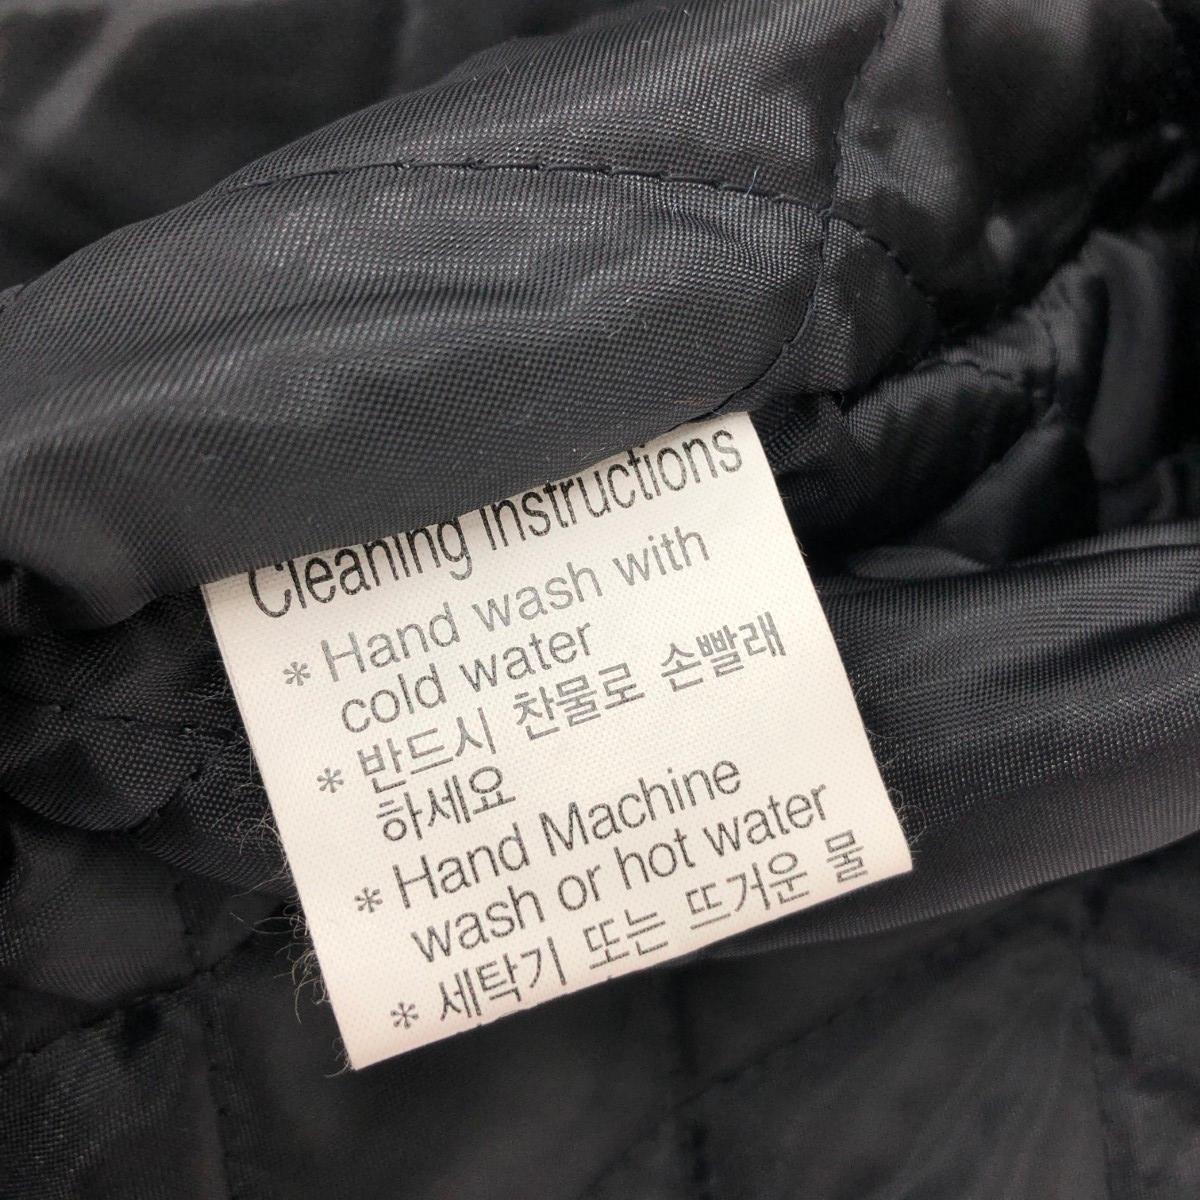 Cleaning instructions
* Hand wash with
cold water
* 반드시 찬물로 손빨래
하세요
* Hand Machine
wash or hot water
* 세탁기 또는 뜨거운 물